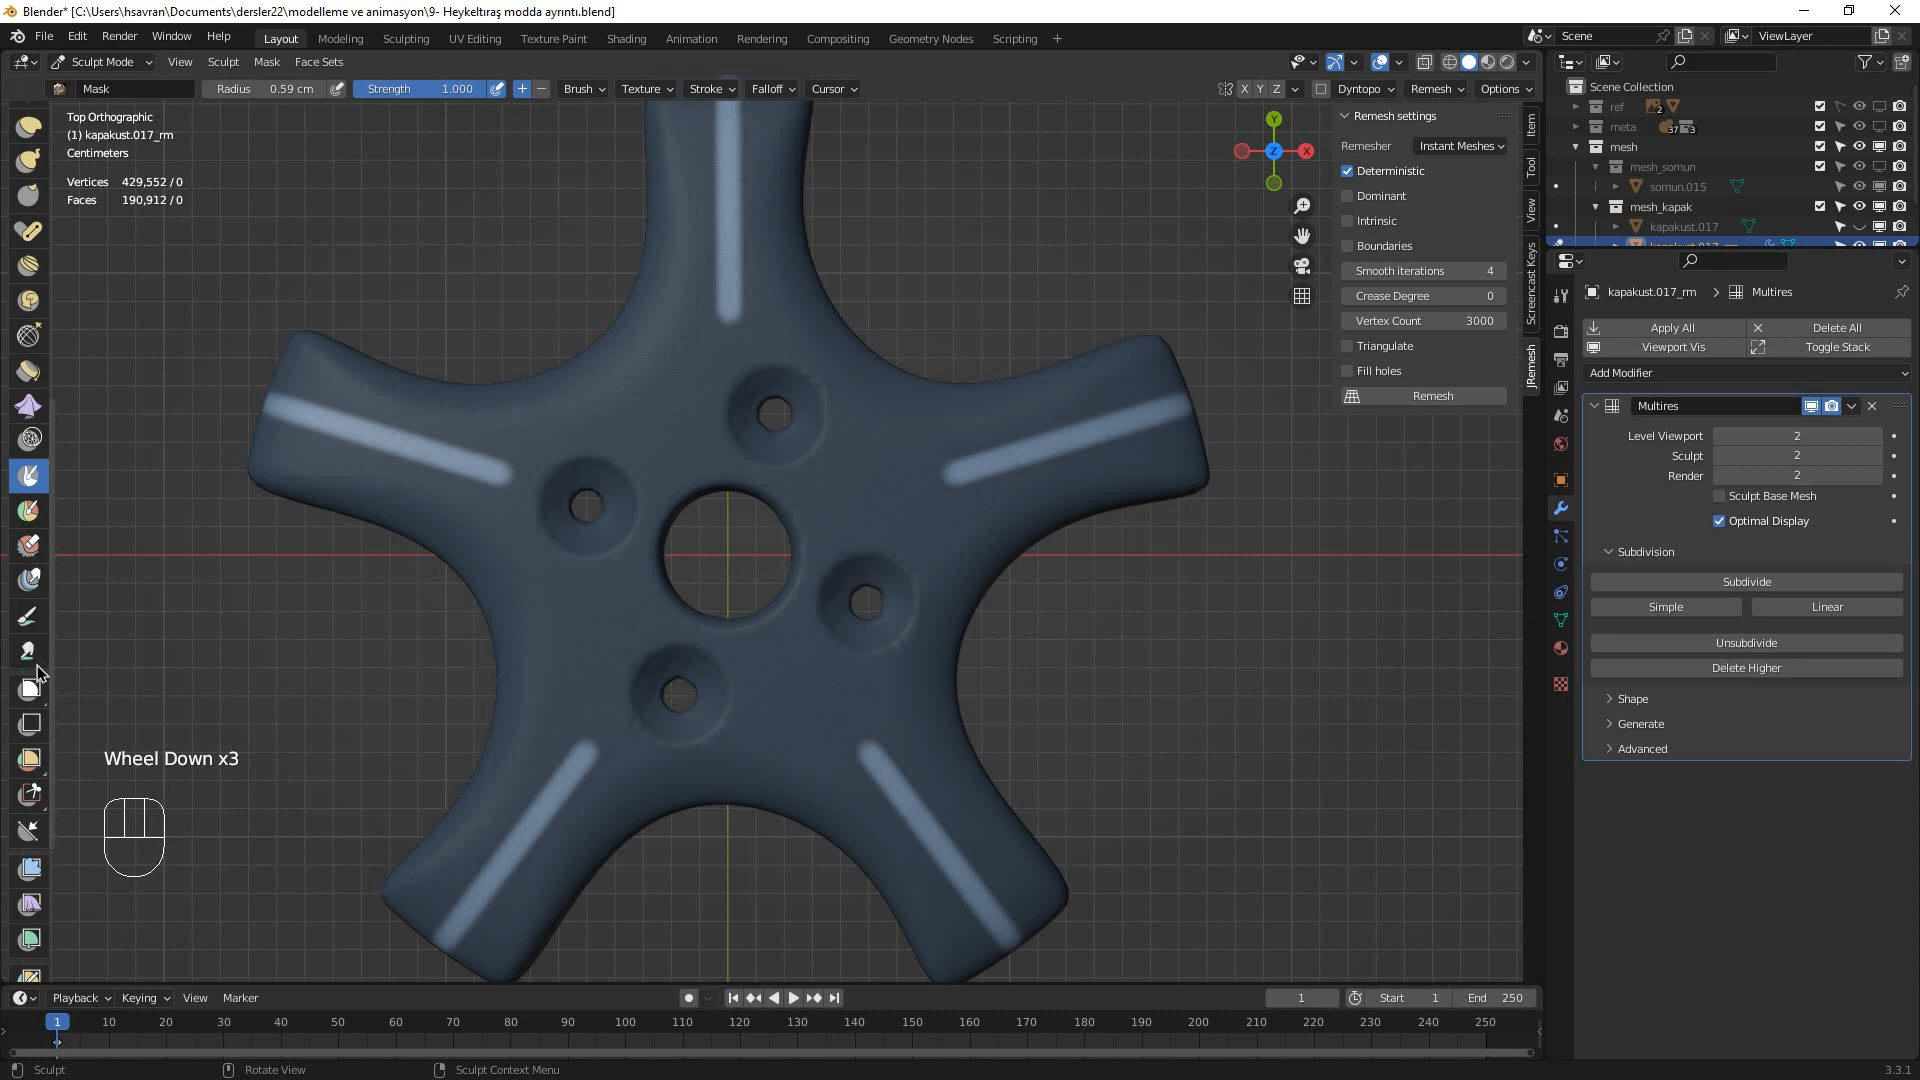 Blender* [C:\Users\hsavran\Documents\dersler22\modelleme ve animasyon\9- Heykeltıraş modda ayrıntı.blend]
File Edit Render Window Help
Layout Modeling Sculpting UV Editing Texture Paint Shading Animation Rendering Compositing Geometry Nodes Scripting
Scene
ViewLayer
Sculpt Mode View Sculpt Mask Face Sets
Mask
Radius 0.59 cm
Strength 1.000
Brush Texture Stroke Falloff Cursor
X Y Z
Dyntopo Remesh Options
Top Orthographic
(1) kapakust.017_rm
Centimeters
Vertices 429,552 / 0
Faces 190,912 / 0
Y
X
Z
Remesh settings
Remesher Instant Meshes
Deterministic
Dominant
Intrinsic
Boundaries
Smooth iterations 4
Crease Degree 0
Vertex Count 3000
Triangulate
Fill holes
Remesh
Item
Tool
View
Screencast Keys
JRemesh
Scene Collection
ref 2
meta 37 3
mesh
mesh_somun
somun.015
mesh_kapak
kapakust.017
kapakust.017_rm
kapakust.017_rm > Multires
Apply All Delete All
Viewport Vis Toggle Stack
Add Modifier
Multires
Level Viewport 2
Sculpt 2
Render 2
Sculpt Base Mesh
Optimal Display
Subdivision
Subdivide
Simple Linear
Unsubdivide
Delete Higher
Shape
Generate
Advanced
Wheel Down x3
Playback Keying View Marker
1
Start 1
End 250
1 10 20 30 40 50 60 70 80 90 100 110 120 130 140 150 160 170 180 190 200 210 220 230 240 250
Sculpt
Rotate View
Sculpt Context Menu
3.3.1